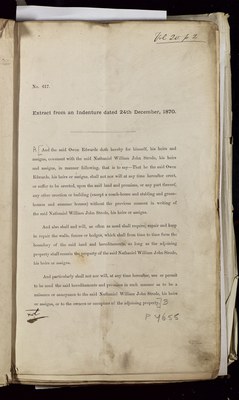 No. 412.
Extract from an Indenture dated 24th December, 1870.
And the said Owen Edwards doth hereby for himself, his heirs and
assigns, covenant with the said Nathaniel William John Strode, his heirs
and assigns, in manner following, that is to say—That he the said Owen
Edwards, his heirs or assigns, shall not nor will at any time hereafter erect,
or suffer to be erected, upon the said land and premises, or any part thereof,
any other erection or building (except a coach-house and stabling and green-
houses and summer houses) without the previous consent in writing of
the said Nathaniel William John Strode, his heirs or assigns.
And also shall and will, so often as need shall require, repair and keep
in repair the walls, fences or hedges, which shall from time to time form the
boundary of the said land and hereditaments so long as the adjoining
property shall remain the property of the said Nathaniel William John Strode,
his heirs or assigns.
And particularly shall not nor will, at any time hereafter, use, or permit
to be used the said hereditaments and premises in such manner as to be a
nuisance or annoyance to the said Nathaniel William John Strode, his heirs
or assigns, or to the owners or occupiers of the adjoining property. B
P 4655